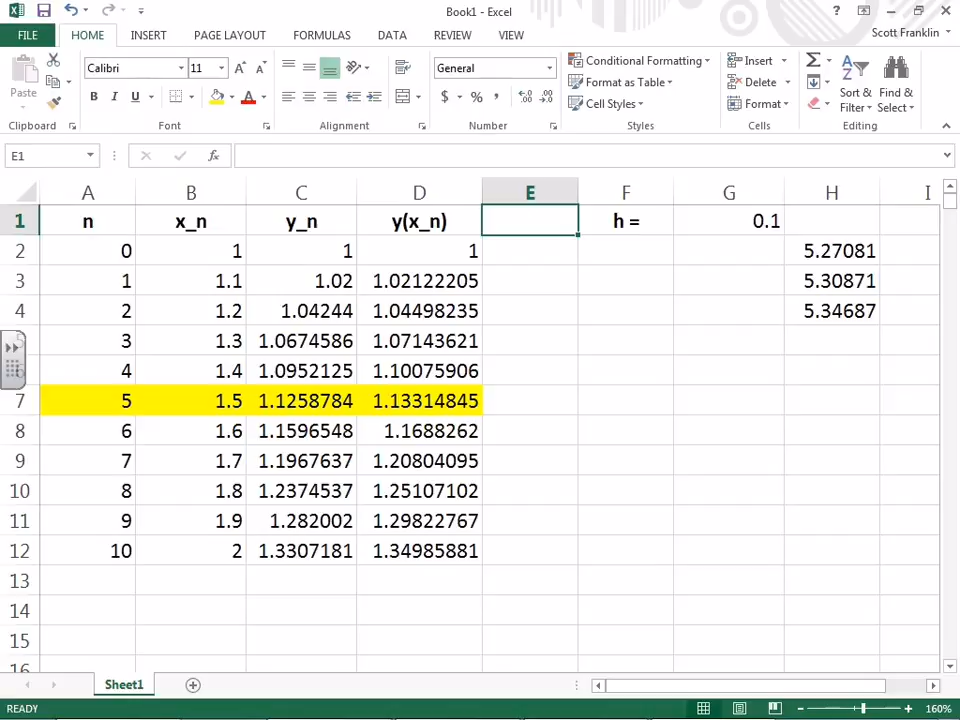 Book1 - Excel
?
FILE HOME INSERT PAGE LAYOUT FORMULAS DATA REVIEW VIEW Scott Franklin
Paste
Calibri 11
B I U
General
$ % ,
Conditional Formatting
Format as Table
Cell Styles
Insert
Delete
Format
Sort & Filter
Find & Select
Clipboard Font Alignment Number Styles Cells Editing
E1 fx
A B C D E F G H I
1 n x_n y_n y(x_n) h = 0.1
2 0 1 1 1 5.27081
3 1 1.1 1.02 1.02122205 5.30871
4 2 1.2 1.04244 1.04498235 5.34687
3 1.3 1.0674586 1.07143621
4 1.4 1.0952125 1.10075906
7 5 1.5 1.1258784 1.13314845
8 6 1.6 1.1596548 1.1688262
9 7 1.7 1.1967637 1.20804095
10 8 1.8 1.2374537 1.25107102
11 9 1.9 1.282002 1.29822767
12 10 2 1.3307181 1.34985881
13
14
15
16
Sheet1
READY 160%